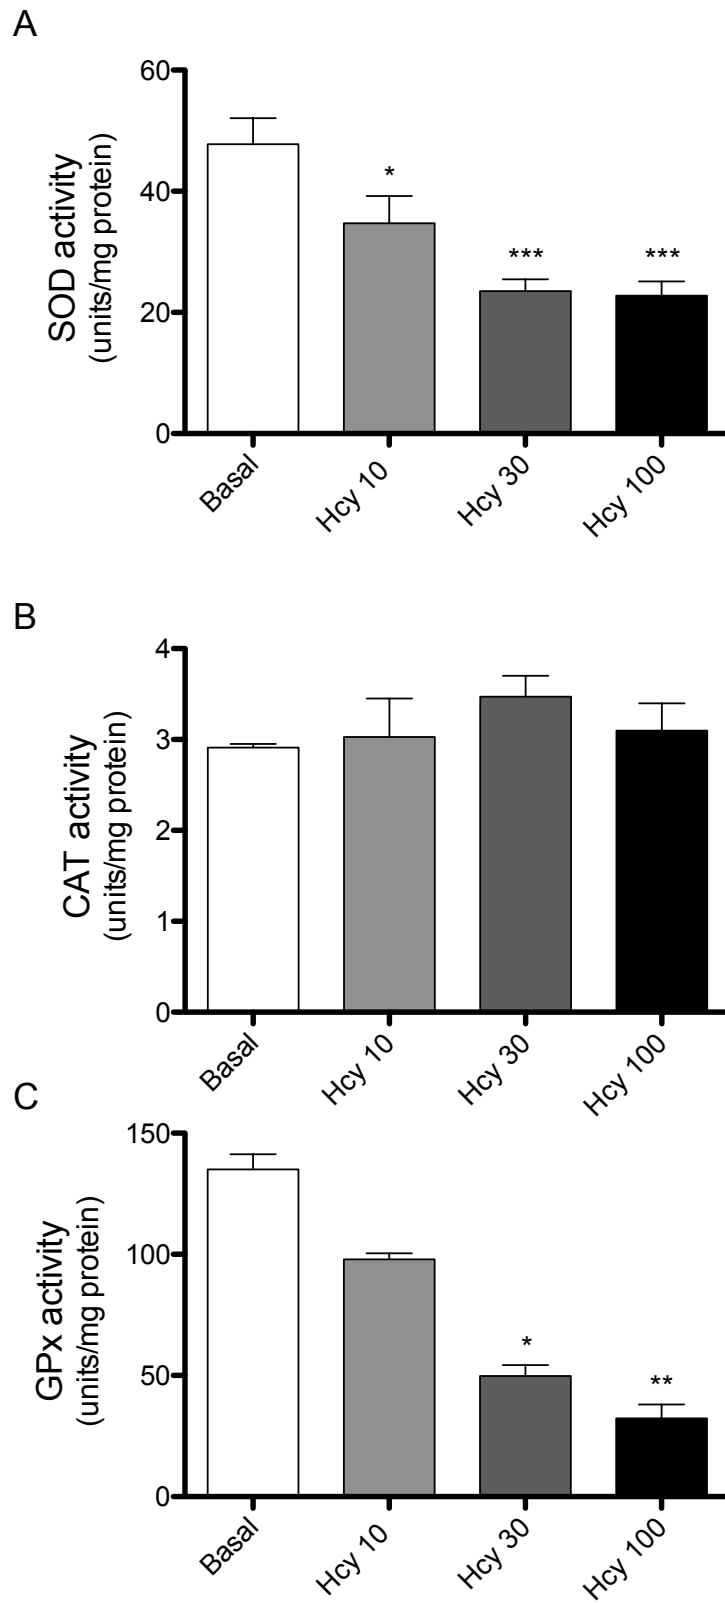 A
SOD activity
(units/mg protein)
60
40
20
0
*
***
***
Basal
Hcy 10
Hcy 30
Hcy 100
B
CAT activity
(units/mg protein)
4
3
2
1
0
Basal
Hcy 10
Hcy 30
Hcy 100
C
GPx activity
(units/mg protein)
150
100
50
0
*
**
Basal
Hcy 10
Hcy 30
Hcy 100